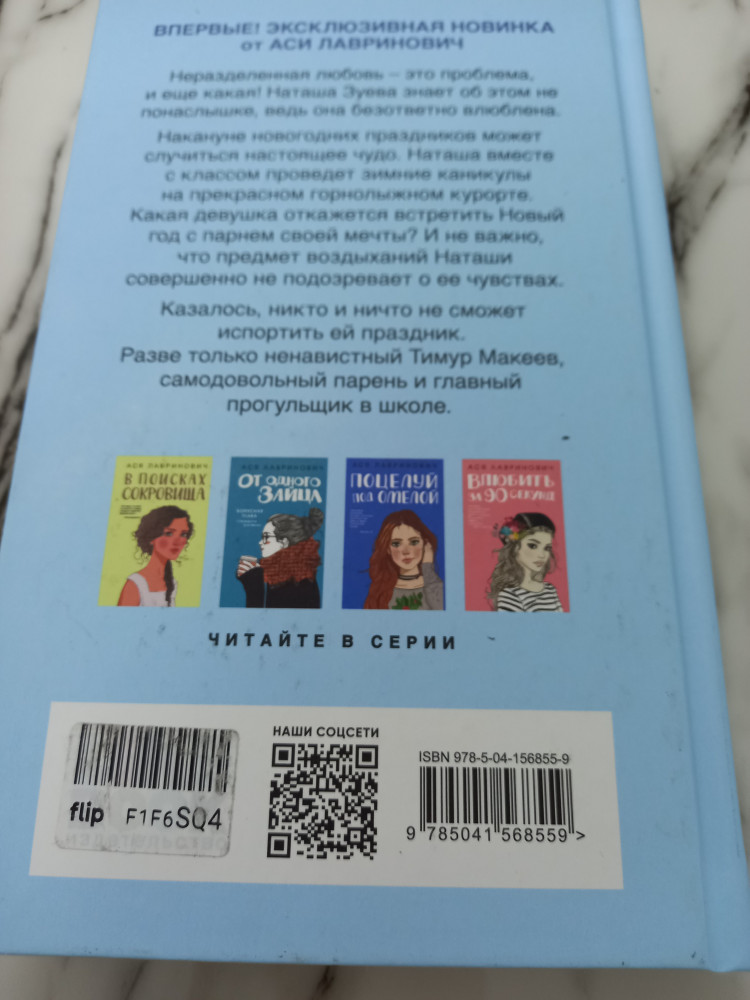 ВПЕРВЫЕ! ЭКСКЛЮЗИВНАЯ НОВИНКА
от АСИ ЛАВРИНОВИЧ
Неразделенная любовь – это проблема,
и еще какая! Наташа Зуева знает об этом не
понаслышке, ведь она безответно влюблена.
Накануне новогодних праздников может
случиться настоящее чудо. Наташа вместе
с классом проведет зимние каникулы
на прекрасном горнолыжном курорте.
Какая девушка откажется встретить Новый
год с парнем своей мечты? И не важно,
что предмет воздыханий Наташи
совершенно не подозревает о ее чувствах.
Казалось, никто и ничто не сможет
испортить ей праздник.
Разве только ненавистный Тимур Макеев,
самодовольный парень и главный
прогульщик в школе.
АСЯ ЛАВРИНОВИЧ
В ПОИСКАХ
СОКРОВИЩА
АСЯ ЛАВРИНОВИЧ
ОТ ОДНОГО
ЗАЙЦА
АСЯ ЛАВРИНОВИЧ
ПОЦЕЛУЙ
ПОД ОМЕЛОЙ
АСЯ ЛАВРИНОВИЧ
ВЛЮБИТЬ
ЗА 90 СЕКУНД
ЧИТАЙТЕ В СЕРИИ
flip F1F6SQ4
НАШИ СОЦСЕТИ
ISBN 978-5-04-156855-9
9 785041 568559 >